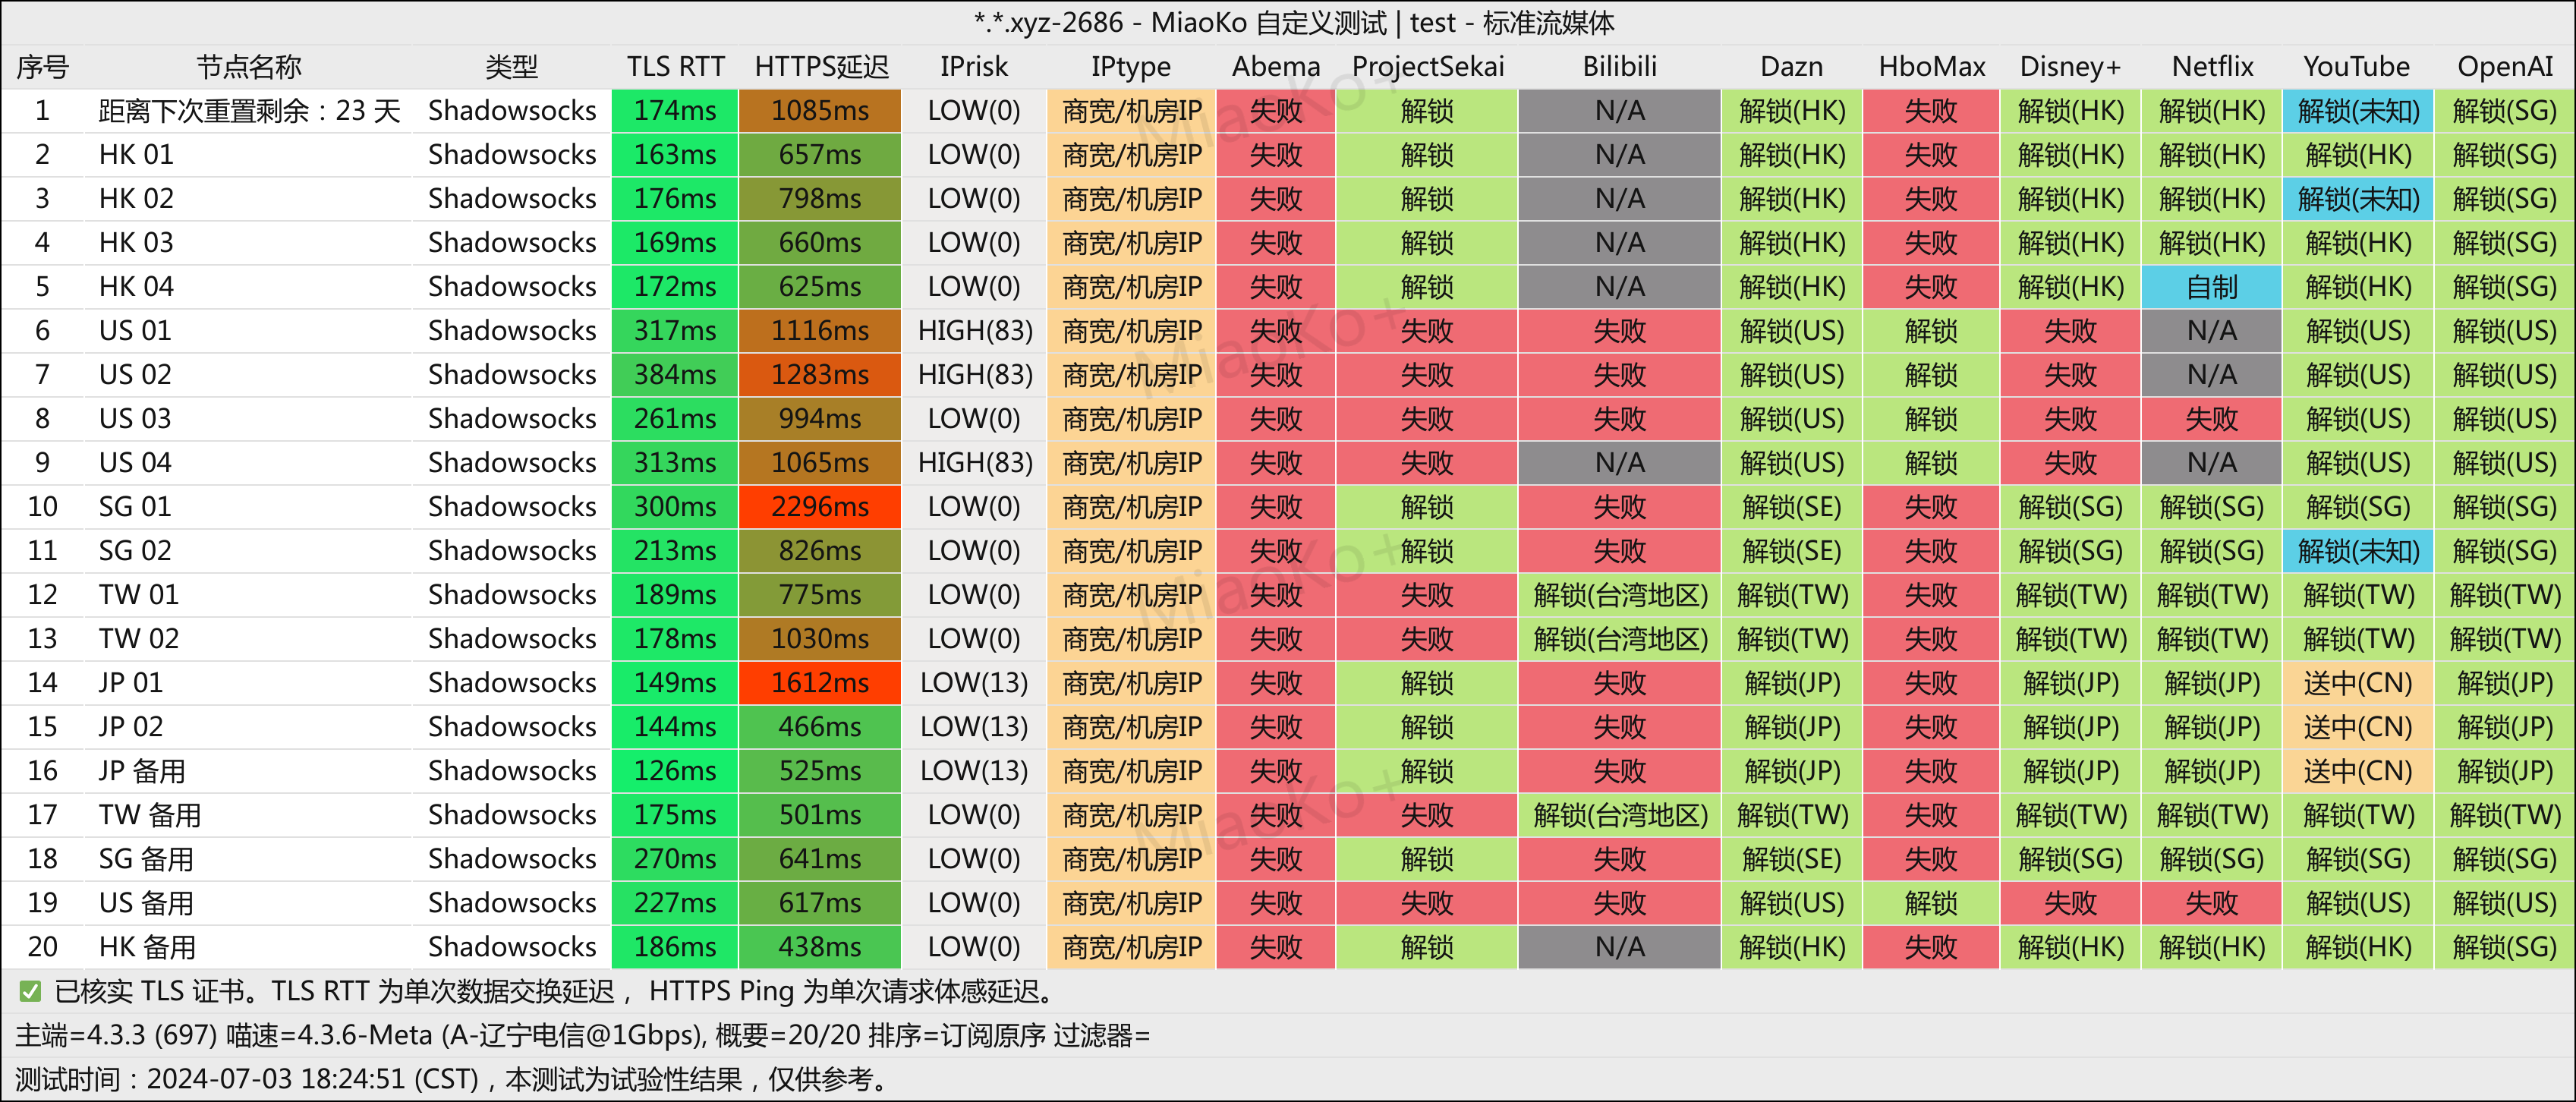 *.*.xyz-2686 - MiaoKo 自定义测试 | test - 标准流媒体
序号 节点名称 类型 TLS RTT HTTPS延迟 IPrisk IPtype Abema ProjectSekai Bilibili Dazn HboMax Disney+ Netflix YouTube OpenAI
1 距离下次重置剩余：23 天 Shadowsocks 174ms 1085ms LOW(0) 商宽/机房IP 失败 解锁 N/A 解锁(HK) 失败 解锁(HK) 解锁(HK) 解锁(未知) 解锁(SG)
2 HK 01 Shadowsocks 163ms 657ms LOW(0) 商宽/机房IP 失败 解锁 N/A 解锁(HK) 失败 解锁(HK) 解锁(HK) 解锁(HK) 解锁(SG)
3 HK 02 Shadowsocks 176ms 798ms LOW(0) 商宽/机房IP 失败 解锁 N/A 解锁(HK) 失败 解锁(HK) 解锁(HK) 解锁(未知) 解锁(SG)
4 HK 03 Shadowsocks 169ms 660ms LOW(0) 商宽/机房IP 失败 解锁 N/A 解锁(HK) 失败 解锁(HK) 解锁(HK) 解锁(HK) 解锁(SG)
5 HK 04 Shadowsocks 172ms 625ms LOW(0) 商宽/机房IP 失败 解锁 N/A 解锁(HK) 失败 解锁(HK) 自制 解锁(HK) 解锁(SG)
6 US 01 Shadowsocks 317ms 1116ms HIGH(83) 商宽/机房IP 失败 失败 失败 解锁(US) 解锁 失败 N/A 解锁(US) 解锁(US)
7 US 02 Shadowsocks 384ms 1283ms HIGH(83) 商宽/机房IP 失败 失败 失败 解锁(US) 解锁 失败 N/A 解锁(US) 解锁(US)
8 US 03 Shadowsocks 261ms 994ms LOW(0) 商宽/机房IP 失败 失败 失败 解锁(US) 解锁 失败 失败 解锁(US) 解锁(US)
9 US 04 Shadowsocks 313ms 1065ms HIGH(83) 商宽/机房IP 失败 失败 N/A 解锁(US) 解锁 失败 N/A 解锁(US) 解锁(US)
10 SG 01 Shadowsocks 300ms 2296ms LOW(0) 商宽/机房IP 失败 解锁 失败 解锁(SE) 失败 解锁(SG) 解锁(SG) 解锁(SG) 解锁(SG)
11 SG 02 Shadowsocks 213ms 826ms LOW(0) 商宽/机房IP 失败 解锁 失败 解锁(SE) 失败 解锁(SG) 解锁(SG) 解锁(未知) 解锁(SG)
12 TW 01 Shadowsocks 189ms 775ms LOW(0) 商宽/机房IP 失败 失败 解锁(台湾地区) 解锁(TW) 失败 解锁(TW) 解锁(TW) 解锁(TW) 解锁(TW)
13 TW 02 Shadowsocks 178ms 1030ms LOW(0) 商宽/机房IP 失败 失败 解锁(台湾地区) 解锁(TW) 失败 解锁(TW) 解锁(TW) 解锁(TW) 解锁(TW)
14 JP 01 Shadowsocks 149ms 1612ms LOW(13) 商宽/机房IP 失败 解锁 失败 解锁(JP) 失败 解锁(JP) 解锁(JP) 送中(CN) 解锁(JP)
15 JP 02 Shadowsocks 144ms 466ms LOW(13) 商宽/机房IP 失败 解锁 失败 解锁(JP) 失败 解锁(JP) 解锁(JP) 送中(CN) 解锁(JP)
16 JP 备用 Shadowsocks 126ms 525ms LOW(13) 商宽/机房IP 失败 解锁 失败 解锁(JP) 失败 解锁(JP) 解锁(JP) 送中(CN) 解锁(JP)
17 TW 备用 Shadowsocks 175ms 501ms LOW(0) 商宽/机房IP 失败 失败 解锁(台湾地区) 解锁(TW) 失败 解锁(TW) 解锁(TW) 解锁(TW) 解锁(TW)
18 SG 备用 Shadowsocks 270ms 641ms LOW(0) 商宽/机房IP 失败 解锁 失败 解锁(SE) 失败 解锁(SG) 解锁(SG) 解锁(SG) 解锁(SG)
19 US 备用 Shadowsocks 227ms 617ms LOW(0) 商宽/机房IP 失败 失败 失败 解锁(US) 解锁 失败 失败 解锁(US) 解锁(US)
20 HK 备用 Shadowsocks 186ms 438ms LOW(0) 商宽/机房IP 失败 解锁 N/A 解锁(HK) 失败 解锁(HK) 解锁(HK) 解锁(HK) 解锁(SG)
✅ 已核实 TLS 证书。TLS RTT 为单次数据交换延迟， HTTPS Ping 为单次请求体感延迟。
主端=4.3.3 (697) 喵速=4.3.6-Meta (A-辽宁电信@1Gbps), 概要=20/20 排序=订阅原序 过滤器=
测试时间：2024-07-03 18:24:51 (CST)，本测试为试验性结果，仅供参考。
MiaoKo+
MiaoKo+
MiaoKo+
MiaoKo+